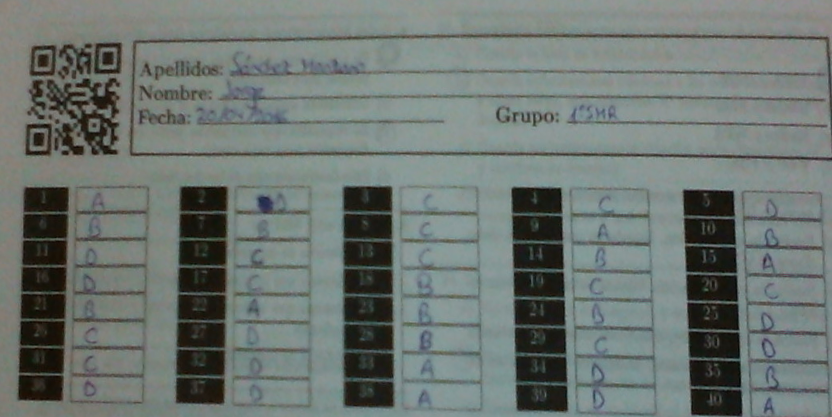 Apellidos: Sánchez
Nombre: Jorge
Fecha: 20/04/2016 Grupo: 1ºSMR
1 A 2 D 3 C 4 C 5 D
6 B 7 B 8 C 9 A 10 B
11 D 12 C 13 C 14 B 15 A
16 D 17 C 18 B 19 C 20 C
21 B 22 A 23 B 24 B 25 D
26 C 27 D 28 B 29 C 30 D
31 C 32 D 33 A 34 D 35 B
36 D 37 D 38 A 39 D 40 A